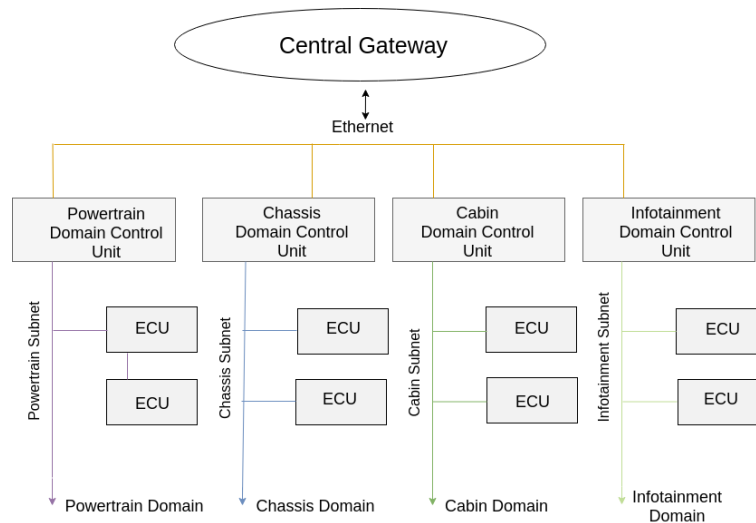 Central Gateway
Ethernet
Powertrain
Domain Control
Unit
Chassis
Domain Control
Unit
Cabin
Domain Control
Unit
Infotainment
Domain Control
Unit
Powertrain Subnet
ECU
ECU
Chassis Subnet
ECU
ECU
Cabin Subnet
ECU
ECU
Infotainment Subnet
ECU
ECU
Powertrain Domain
Chassis Domain
Cabin Domain
Infotainment
Domain